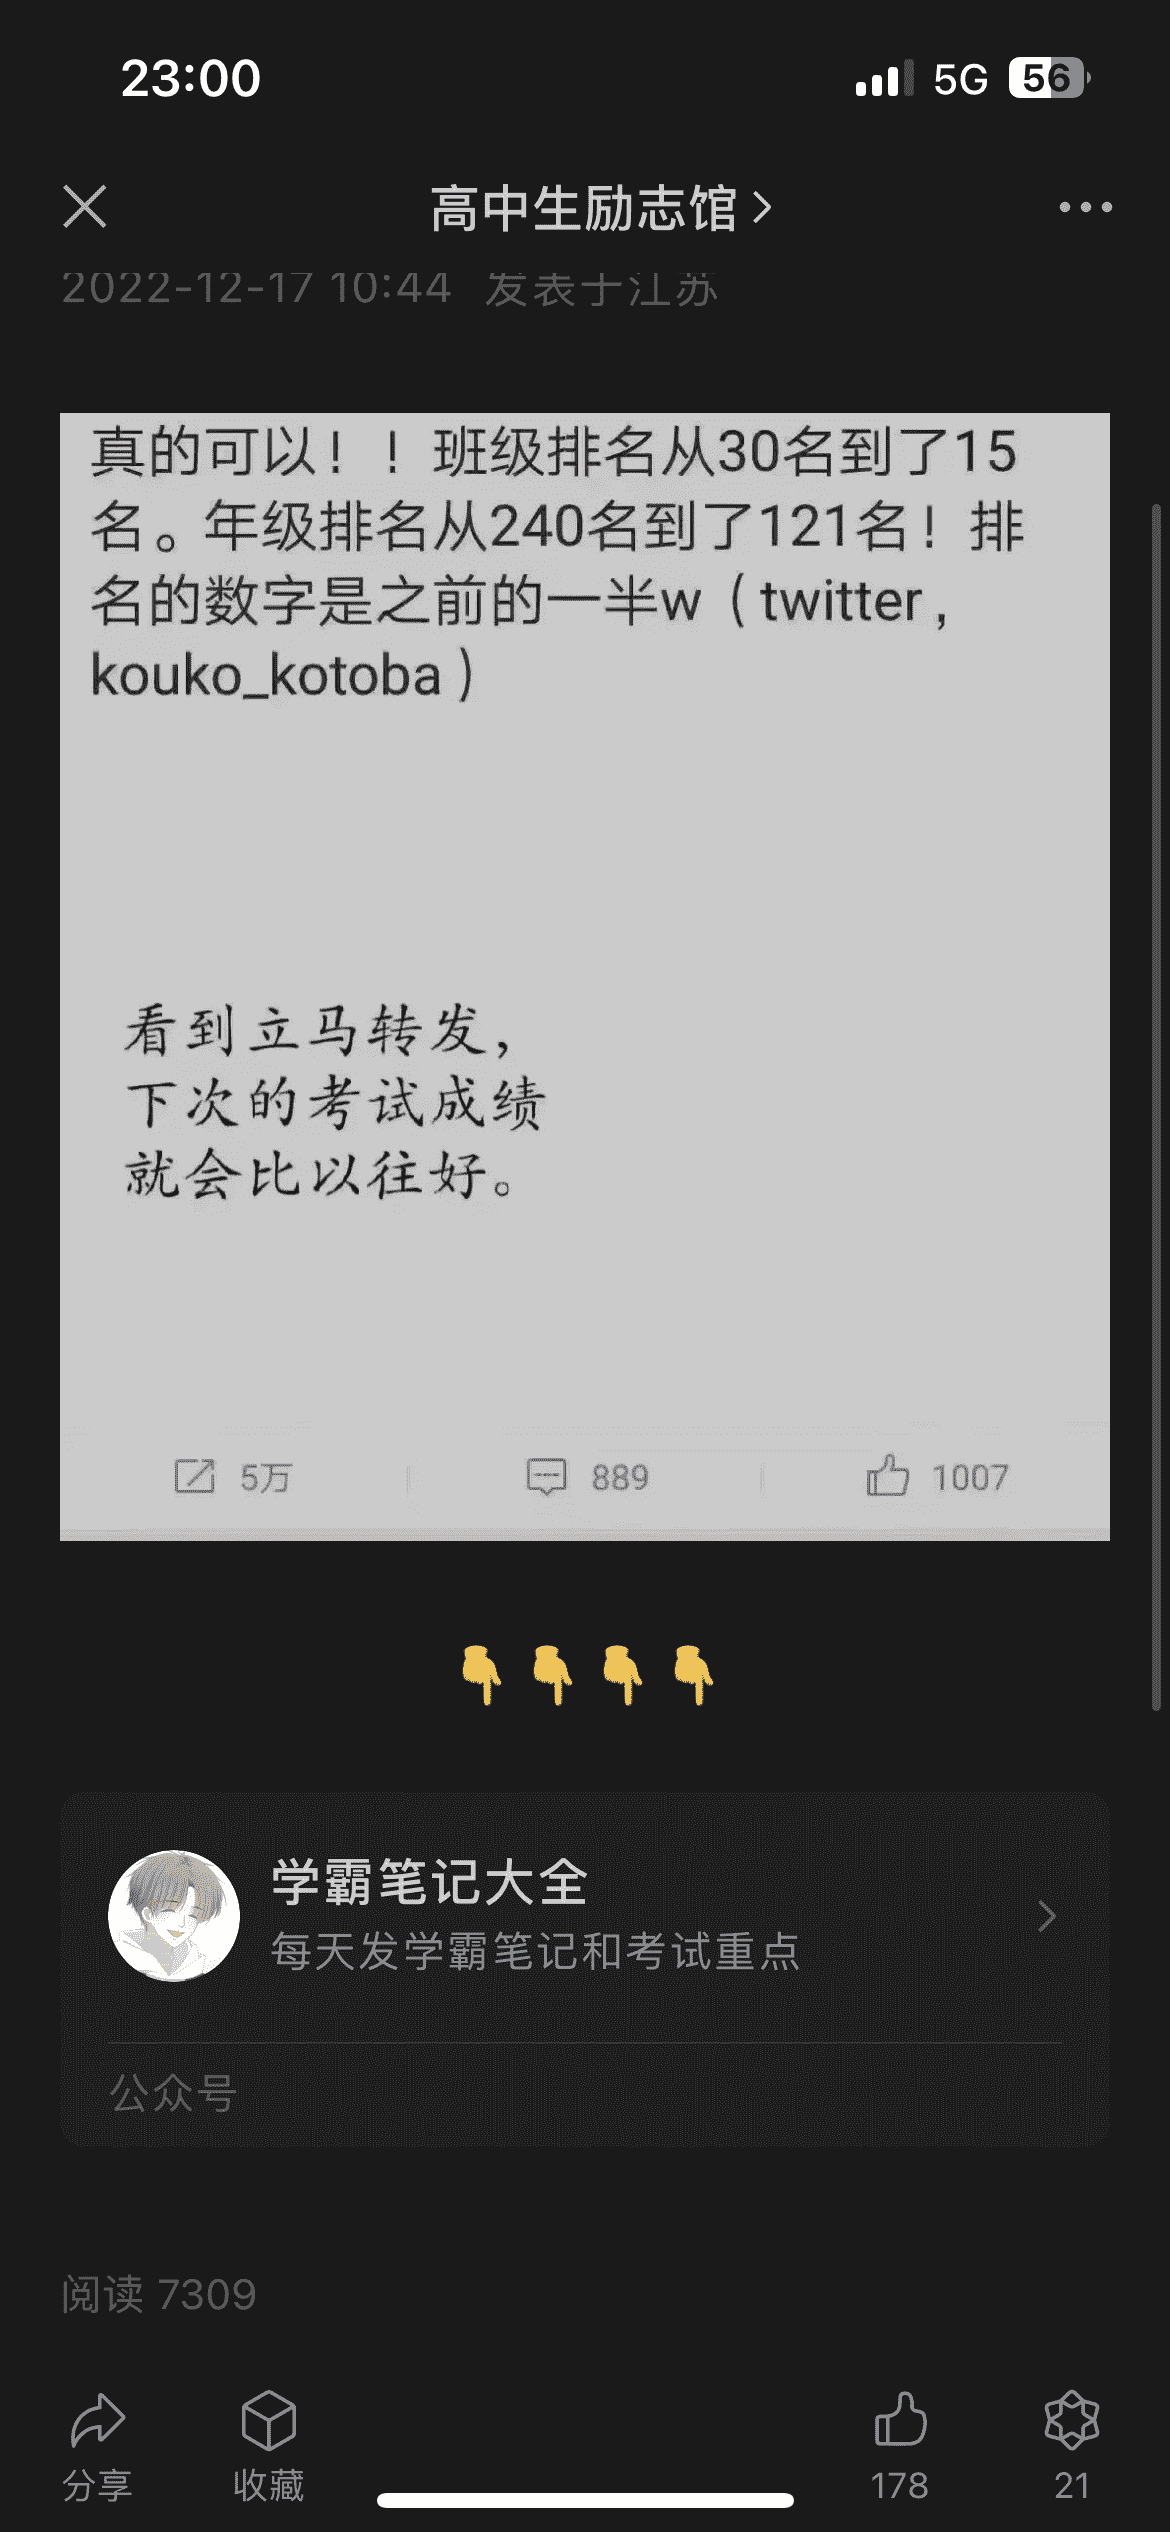 23:00
5G
56
高中生励志馆
2022-12-17 10:44 发表于江苏
真的可以！！班级排名从30名到了15
名。年级排名从240名到了121名！排
名的数字是之前的一半w（twitter，
kouko_kotoba）
看到立马转发，
下次的考试成绩
就会比以往好。
5万
889
1007
👇👇👇👇
学霸笔记大全
每天发学霸笔记和考试重点
公众号
阅读 7309
分享
收藏
178
21